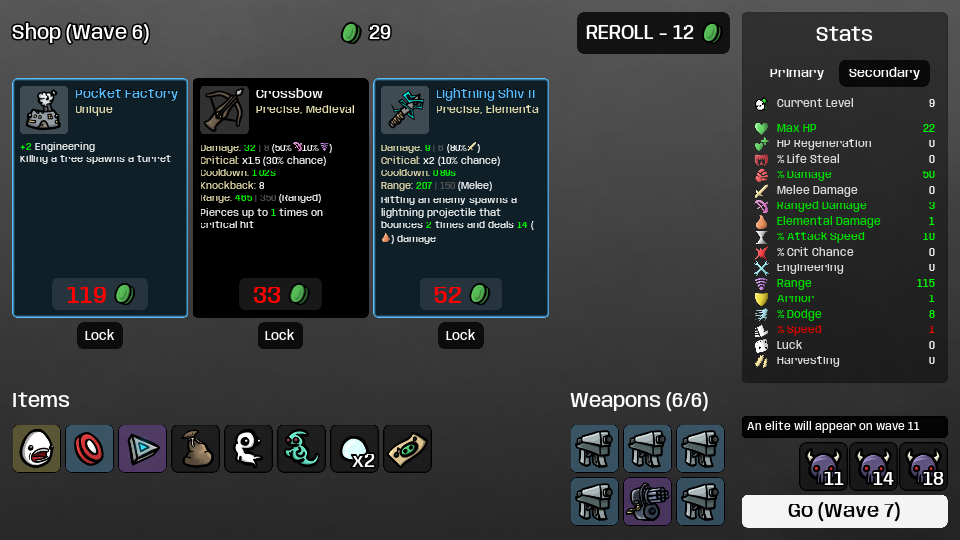 Shop (Wave 6)
29
REROLL - 12
Pocket Factory
Unique
+2 Engineering
Killing a tree spawns a turret
119
Lock
Crossbow
Precise, Medieval
Damage: 32 | 8 (50% 10% )
Critical: x1.5 (30% chance)
Cooldown: 1.02s
Knockback: 8
Range: 465 | 350 (Ranged)
Pierces up to 1 times on
critical hit
33
Lock
Lightning Shiv II
Precise, Elementa
Damage: 9 | 6 (80% )
Critical: x2 (10% chance)
Cooldown: 0.89s
Range: 207 | 150 (Melee)
Hitting an enemy spawns a
lightning projectile that
bounces 2 times and deals 14 (
) damage
52
Lock
Stats
Primary
Secondary
Current Level 9
Max HP 22
HP Regeneration 0
% Life Steal 0
% Damage 50
Melee Damage 0
Ranged Damage 3
Elemental Damage 1
% Attack Speed 10
% Crit Chance 0
Engineering 0
Range 115
Armor 1
% Dodge 8
% Speed 1
Luck 0
Harvesting 0
Items
x2
Weapons (6/6)
An elite will appear on wave 11
11
14
18
Go (Wave 7)